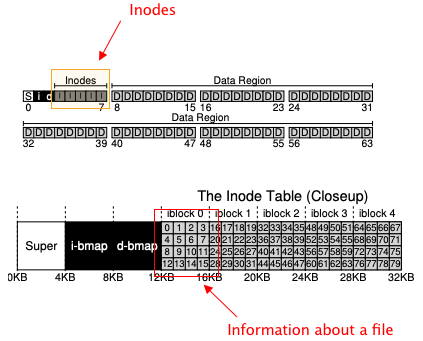 Inodes
Inodes Data Region
S i d I I I I I D D D D D D D D D D D D D D D D D D D D D D D D
0 7 8 15 16 23 24 31
Data Region
D D D D D D D D D D D D D D D D D D D D D D D D D D D D D D D D
32 39 40 47 48 55 56 63
The Inode Table (Closeup)
iblock 0 iblock 1 iblock 2 iblock 3 iblock 4
0 1 2 3 16 17 18 19 32 33 34 35 48 49 50 51 64 65 66 67
4 5 6 7 20 21 22 23 36 37 38 39 52 53 54 55 68 69 70 71
Super i-bmap d-bmap
8 9 10 11 24 25 26 27 40 41 42 43 56 57 58 59 72 73 74 75
12 13 14 15 28 29 30 31 44 45 46 47 60 61 62 63 76 77 78 79
0KB 4KB 8KB 12KB 16KB 20KB 24KB 28KB 32KB
Information about a file